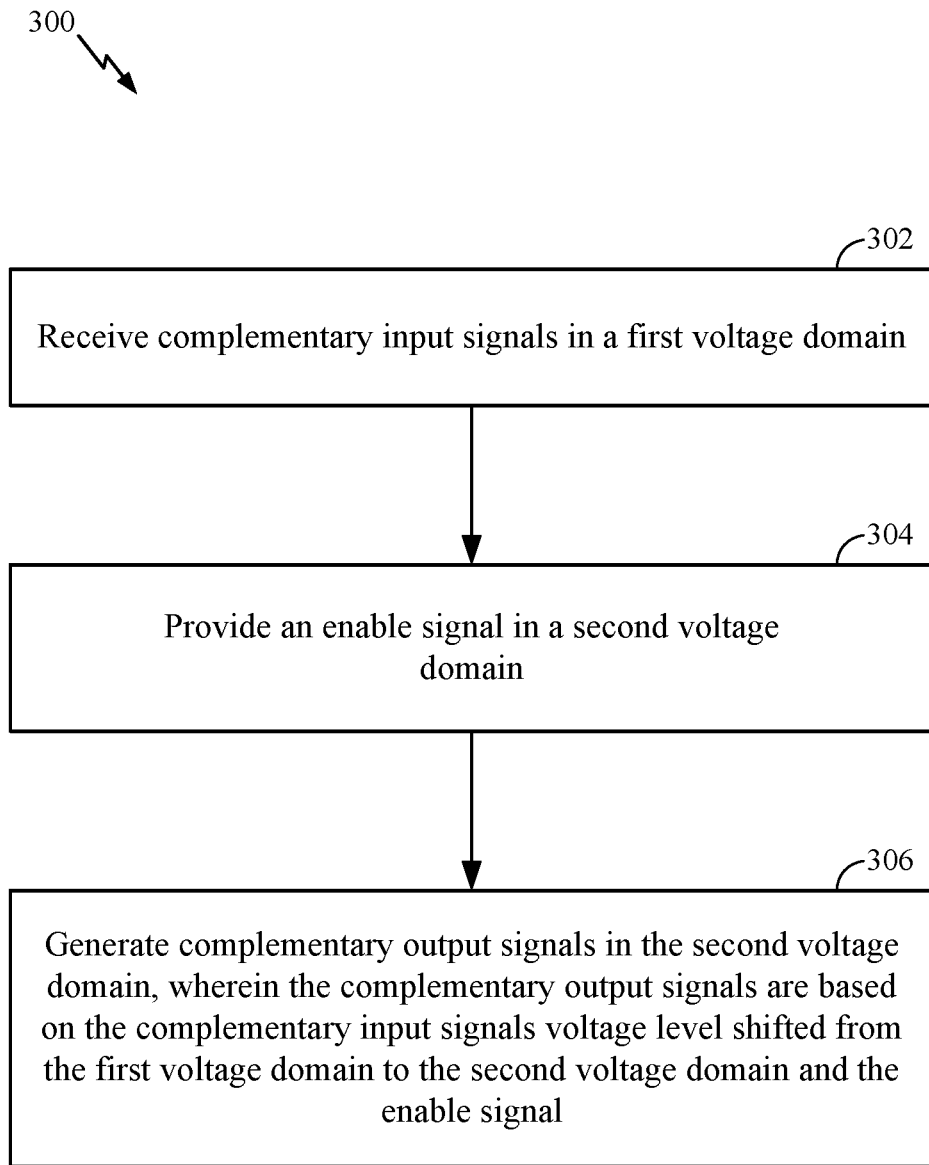 300
302
Receive complementary input signals in a first voltage domain
304
Provide an enable signal in a second voltage
domain
306
Generate complementary output signals in the second voltage
domain, wherein the complementary output signals are based
on the complementary input signals voltage level shifted from
the first voltage domain to the second voltage domain and the
enable signal